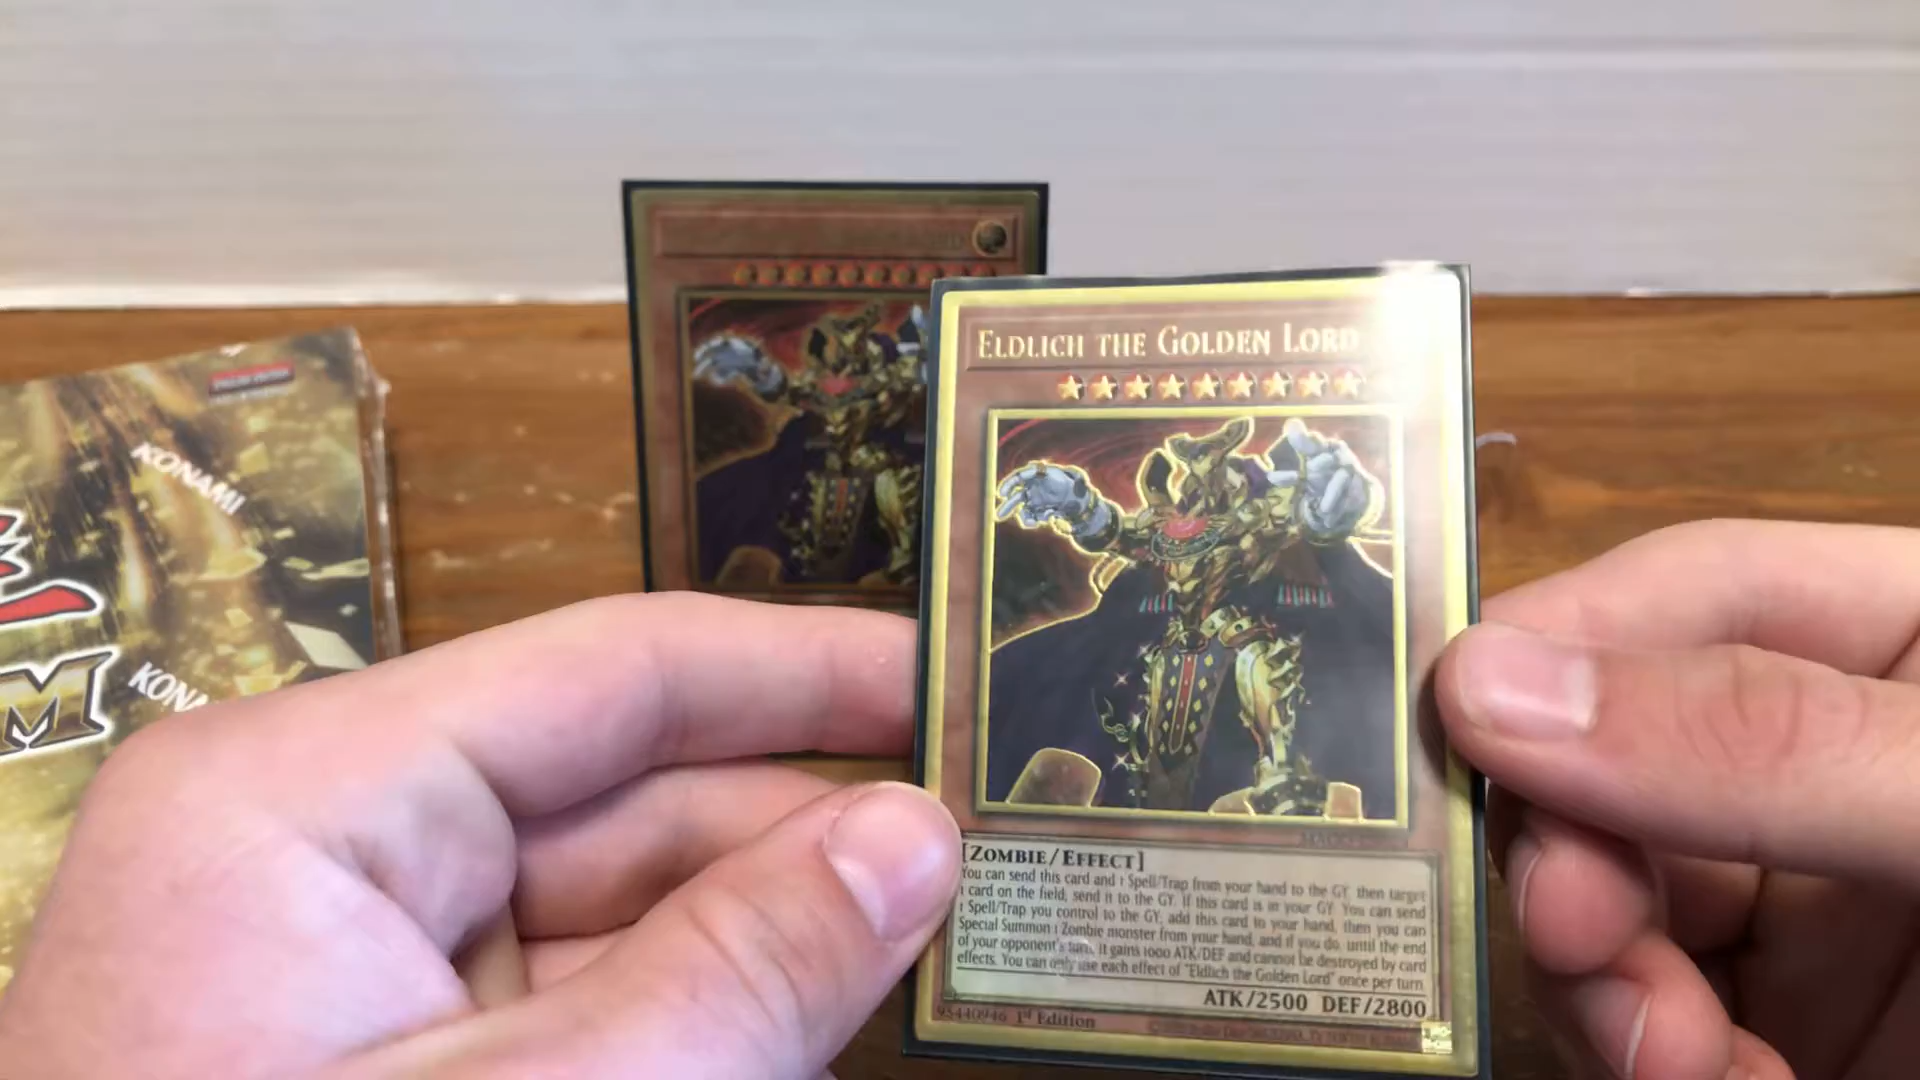 KONAMI
M
KONA
ELDLICH THE GOLDEN LORD
[ZOMBIE/EFFECT]
You can send this card and 1 Spell/Trap from your hand to the GY, then target
1 card on the field, send it to the GY. If this card is in your GY: You can send
1 Spell/Trap you control to the GY; add this card to your hand, then you can
Special Summon 1 Zombie monster from your hand, and if you do, until the end
of your opponent's turn, it gains 1000 ATK/DEF and cannot be destroyed by card
effects. You can only use each effect of "Eldlich the Golden Lord" once per turn.
ATK/2500 DEF/2800
95440946 1st Edition